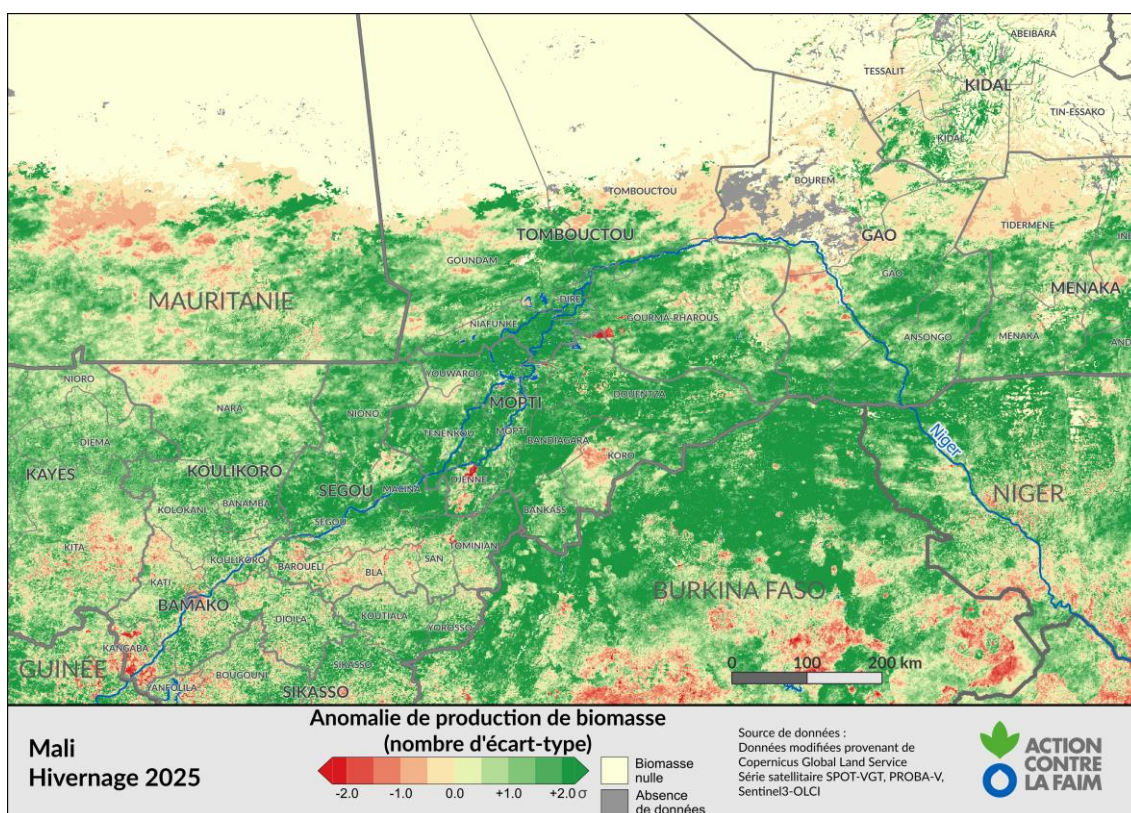 ABEIBARA
TESSALIT
KIDAL
TIN-ESSAKO
KIDAL
BOUREM
TOMBOUCTOU
TIDERMENE
TOMBOUCTOU
GAO
GOUNDAM
GAO
MAURITANIE
MENAKA
DIRE
NIAFUNKE
GOURMA-RHAROUS
ANSONGO
MENAKA
YOUWAROU
NIORO
DOUENTZA
NARA
NIONO
MOPTI
TENENKOU
MOPTI
Niger
DIEMA
BANDIAGARA
KORO
KAYES
KOULIKORO
SEGOU
MACINA
DJENNE
NIGER
BANAMBA
KOLOKANI
BANKASS
SEGOU
KITA
KOULIKORO
BAROUELI
BLA
SAN
TOMINIAN
KATI
BURKINA FASO
BAMAKO
KOUTIALA
DIOILA
YOROSSO
KANGABA
GUINÉE
SIKASSO
BOUGOUNI
YANFOLILA
SIKASSO
0 100 200 km
Mali
Hivernage 2025
Anomalie de production de biomasse
(nombre d'écart-type)
-2.0 -1.0 0.0 +1.0 +2.0 σ
Biomasse
nulle
Absence
de données
Source de données :
Données modifiées provenant de
Copernicus Global Land Service
Série satellitaire SPOT-VGT, PROBA-V,
Sentinel3-OLCI
ACTION
CONTRE
LA FAIM